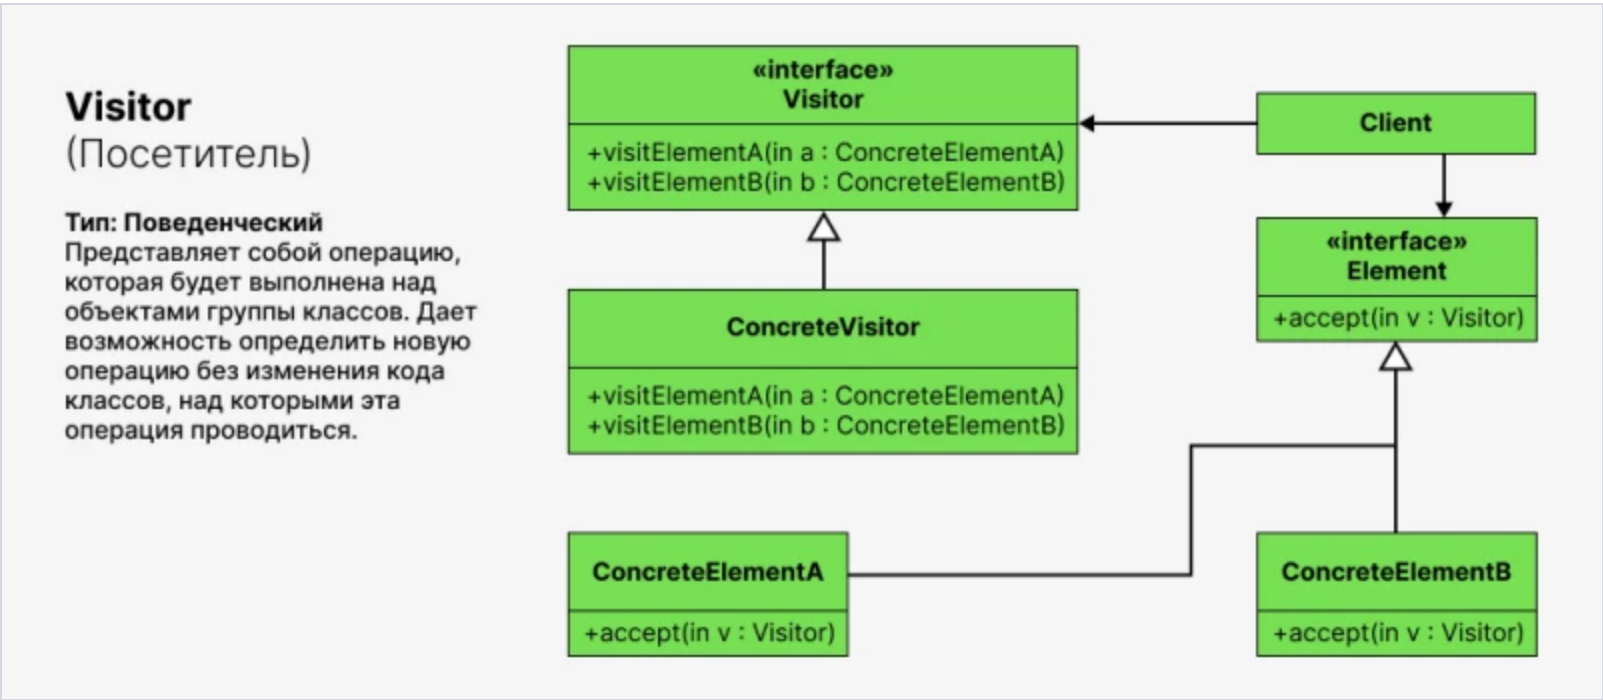 Visitor
(Посетитель)
Тип: Поведенческий
Представляет собой операцию,
которая будет выполнена над
объектами группы классов. Дает
возможность определить новую
операцию без изменения кода
классов, над которыми эта
операция проводиться.
«interface»
Visitor
+visitElementA(in a : ConcreteElementA)
+visitElementB(in b : ConcreteElementB)
Client
«interface»
Element
+accept(in v : Visitor)
ConcreteVisitor
+visitElementA(in a : ConcreteElementA)
+visitElementB(in b : ConcreteElementB)
ConcreteElementA
+accept(in v : Visitor)
ConcreteElementB
+accept(in v : Visitor)